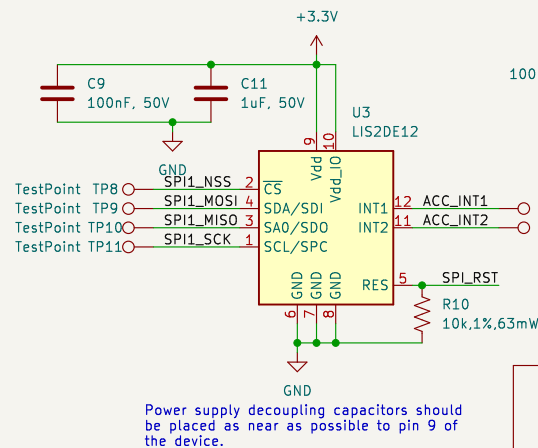 +3.3V
C9
100nF, 50V
C11
1uF, 50V
100
U3
LIS2DE12
GND
9
10
Vdd
Vdd_IO
TestPoint TP8 SPI1_NSS 2 CS
TestPoint TP9 SPI1_MOSI 4 SDA/SDI
TestPoint TP10 SPI1_MISO 3 SA0/SDO
TestPoint TP11 SPI1_SCK 1 SCL/SPC
INT1 12 ACC_INT1
INT2 11 ACC_INT2
RES 5 SPI_RST
GND GND GND
6 7 8
R10
10k,1%,63mW
GND
Power supply decoupling capacitors should
be placed as near as possible to pin 9 of
the device.